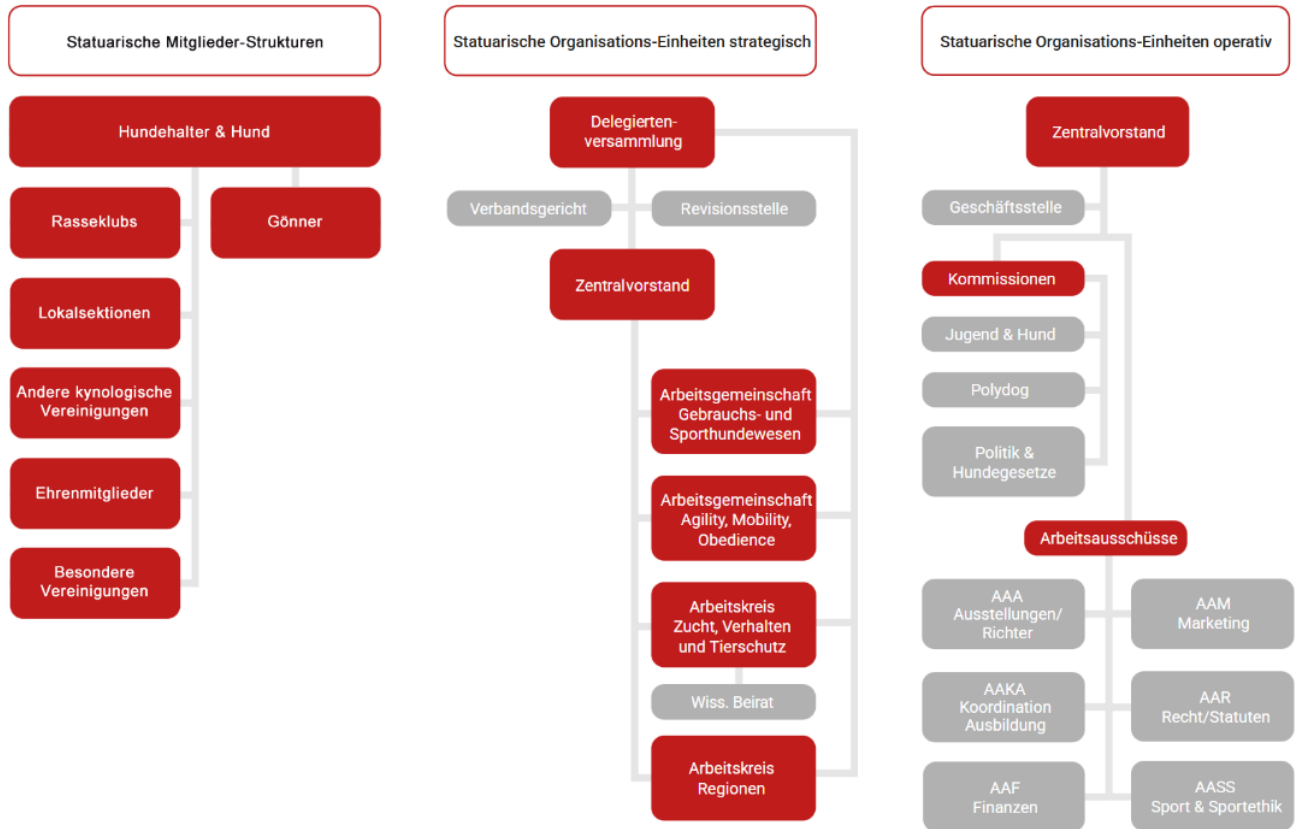 Statuarische Mitglieder-Strukturen
Hundehalter & Hund
Rasseklubs
Gönner
Lokalsektionen
Andere kynologische
Vereinigungen
Ehrenmitglieder
Besondere
Vereinigungen
Statuarische Organisations-Einheiten strategisch
Delegierten-
versammlung
Verbandsgericht
Revisionsstelle
Zentralvorstand
Arbeitsgemeinschaft
Gebrauchs- und
Sporthundewesen
Arbeitsgemeinschaft
Agility, Mobility,
Obedience
Arbeitskreis
Zucht, Verhalten
und Tierschutz
Wiss. Beirat
Arbeitskreis
Regionen
Statuarische Organisations-Einheiten operativ
Zentralvorstand
Geschäftsstelle
Kommissionen
Jugend & Hund
Polydog
Politik &
Hundegesetze
Arbeitsausschüsse
AAA
Ausstellungen/
Richter
AAM
Marketing
AAKA
Koordination
Ausbildung
AAR
Recht/Statuten
AAF
Finanzen
AASS
Sport & Sportethik